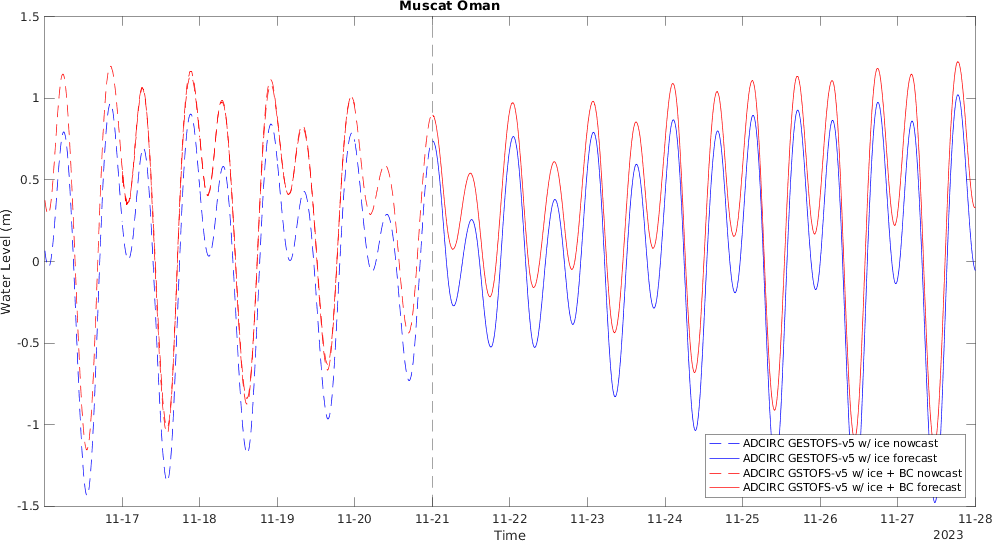 Muscat Oman
1.5
1
0.5
0
-0.5
-1
-1.5
Water Level (m)
11-17 11-18 11-19 11-20 11-21 11-22 11-23 11-24 11-25 11-26 11-27 11-28
Time
2023
ADCIRC GESTOFS-v5 w/ ice nowcast
ADCIRC GESTOFS-v5 w/ ice forecast
ADCIRC GSTOFS-v5 w/ ice + BC nowcast
ADCIRC GSTOFS-v5 w/ ice + BC forecast